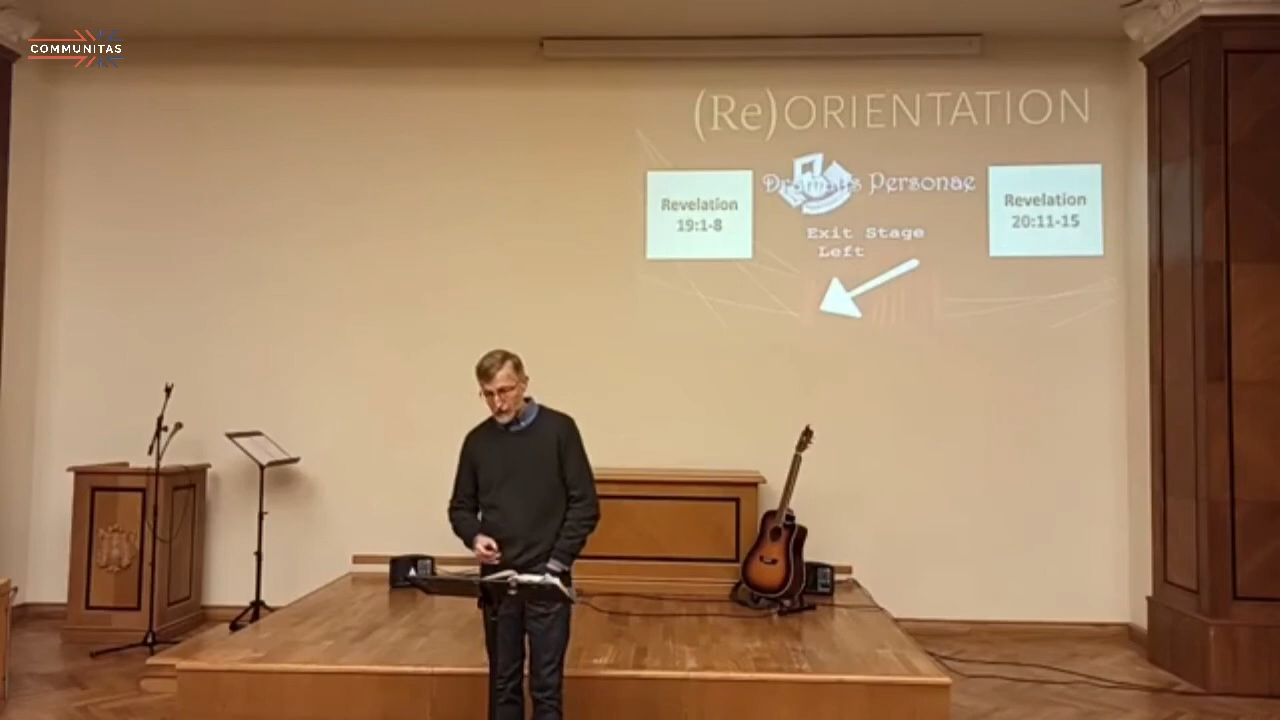 COMMUNITAS
(Re)ORIENTATION
Dramatis Personae
Revelation
19:1-8
Revelation
20:11-15
Exit Stage
Left